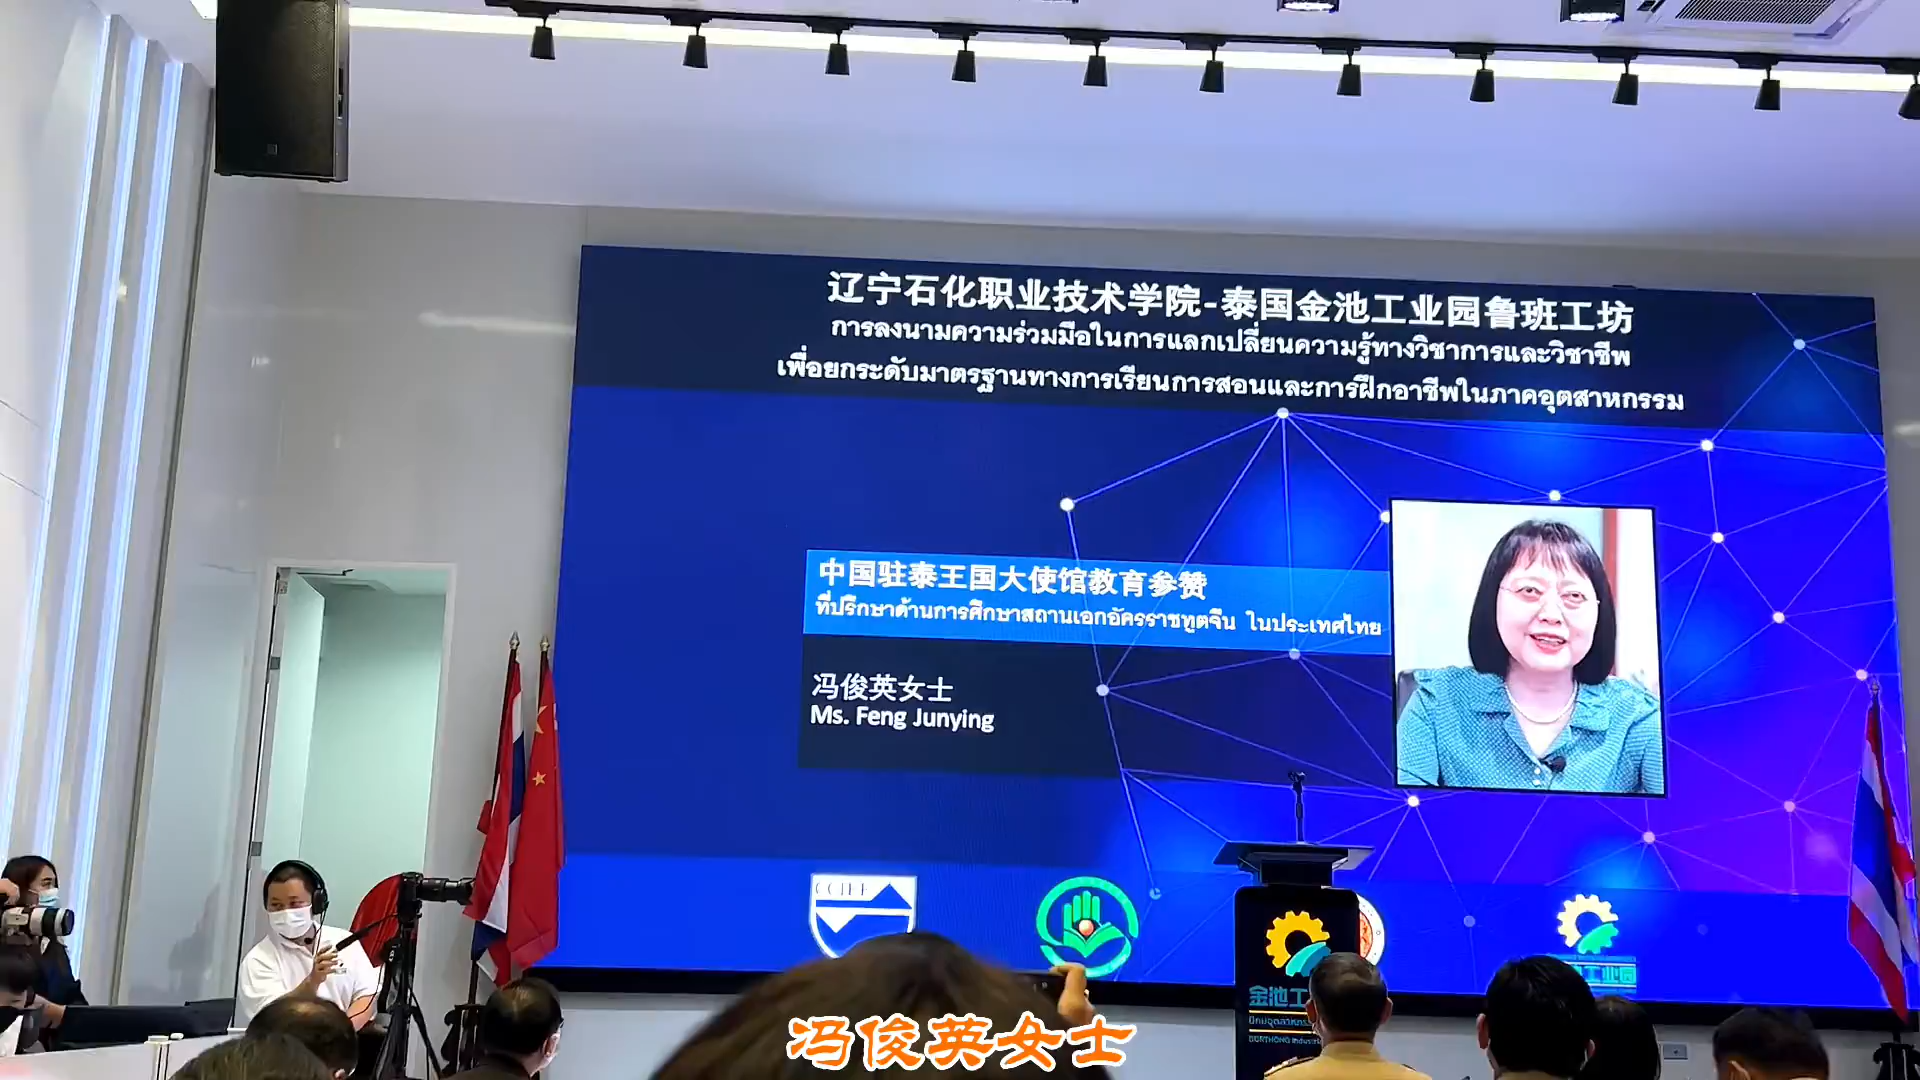 辽宁石化职业技术学院-泰国金池工业园鲁班工坊
การลงนามความร่วมมือในการแลกเปลี่ยนความรู้ทางวิชาการและวิชาชีพ
เพื่อยกระดับมาตรฐานทางการเรียนการสอนและการฝึกอาชีพในภาคอุตสาหกรรม
中国驻泰王国大使馆教育参赞
ที่ปรึกษาด้านการศึกษาสถานเอกอัครราชทูตจีน ในประเทศไทย
冯俊英女士
Ms. Feng Junying
金池工
工业园
冯俊英女士